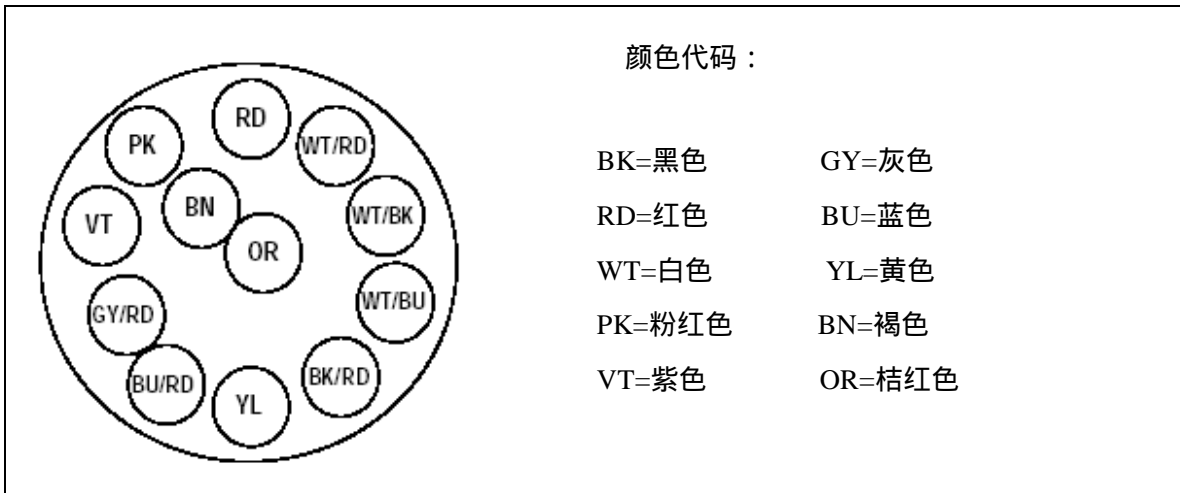 颜色代码：
RD
PK
WT/RD
BN
WT/BK
VT
OR
WT/BU
GY/RD
BU/RD
BK/RD
YL
BK=黑色 GY=灰色
RD=红色 BU=蓝色
WT=白色 YL=黄色
PK=粉红色 BN=褐色
VT=紫色 OR=桔红色